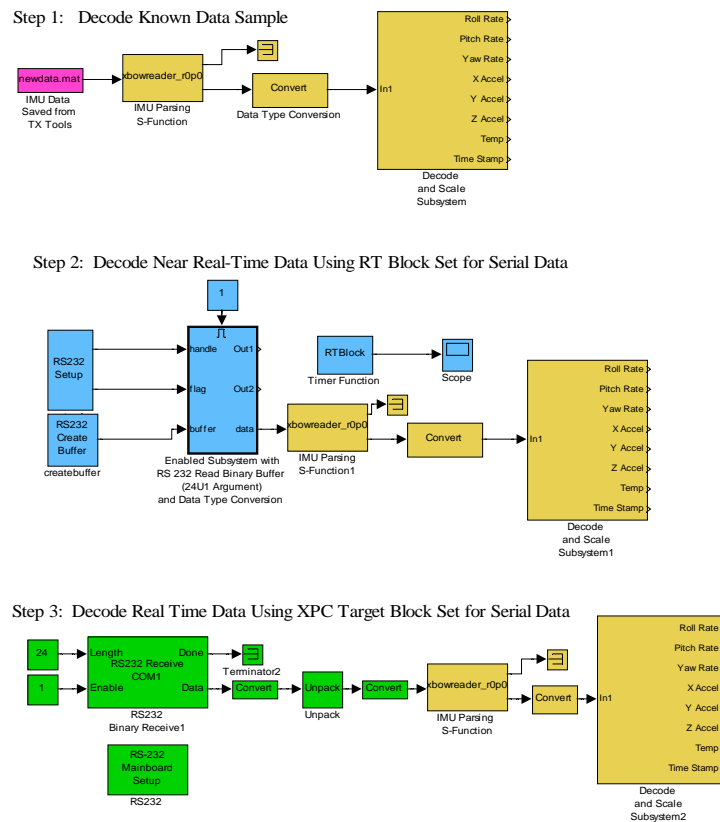 Step 1: Decode Known Data Sample
newdata.mat
IMU Data
Saved from
TX Tools
xbowreader_r0p0
IMU Parsing
S-Function
Convert
Data Type Conversion
In1
Roll Rate
Pitch Rate
Yaw Rate
X Accel
Y Accel
Z Accel
Temp
Time Stamp
Decode
and Scale
Subsystem
Step 2: Decode Near Real-Time Data Using RT Block Set for Serial Data
1
RS232
Setup
RS232
Create
Buffer
createbuffer
handle
flag
buffer
Out1
Out2
data
Enabled Subsystem with
RS 232 Read Binary Buffer
(24U1 Argument)
and Data Type Conversion
RTBlock
Timer Function
Scope
xbowreader_r0p0
IMU Parsing
S-Function1
Convert
In1
Roll Rate
Pitch Rate
Yaw Rate
X Accel
Y Accel
Z Accel
Temp
Time Stamp
Decode
and Scale
Subsystem1
Step 3: Decode Real Time Data Using XPC Target Block Set for Serial Data
24
1
Length
Enable
RS232 Receive
COM1
Done
Data
RS232
Binary Receive1
RS-232
Mainboard
Setup
RS232
Terminator2
Convert
Unpack
Unpack
Convert
xbowreader_r0p0
IMU Parsing
S-Function
Convert
In1
Roll Rate
Pitch Rate
Yaw Rate
X Accel
Y Accel
Z Accel
Temp
Time Stamp
Decode
and Scale
Subsystem2